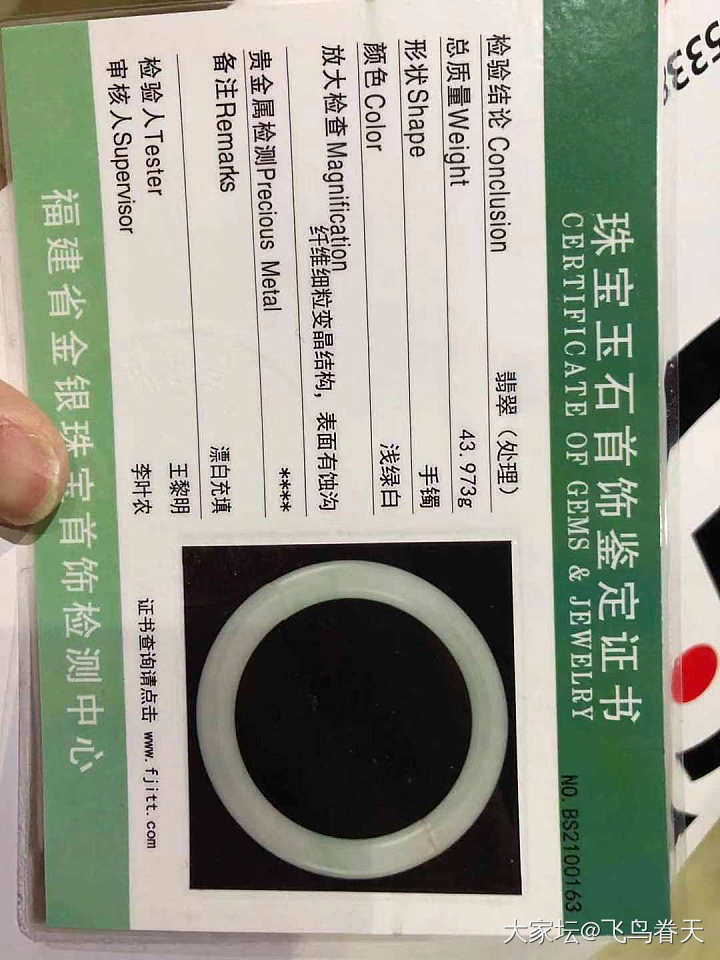 珠宝玉石首饰鉴定证书
CERTIFICATE OF GEMS & JEWELRY
NO. BS2100163
检验结论 Conclusion 翡翠（处理）
总质量Weight 43.973g
形状Shape 手镯
颜色Color 浅绿白
放大检查 Magnification
纤维细粒变晶结构，表面有蚀沟
贵金属检测Precious Metal ****
备注Remarks 漂白充填
检验人Tester 王黎明
审核人Supervisor 李叶农
证书查询请点击 www.fjitt.com
福建省金银珠宝首饰检测中心
大家坛@飞鸟眷天